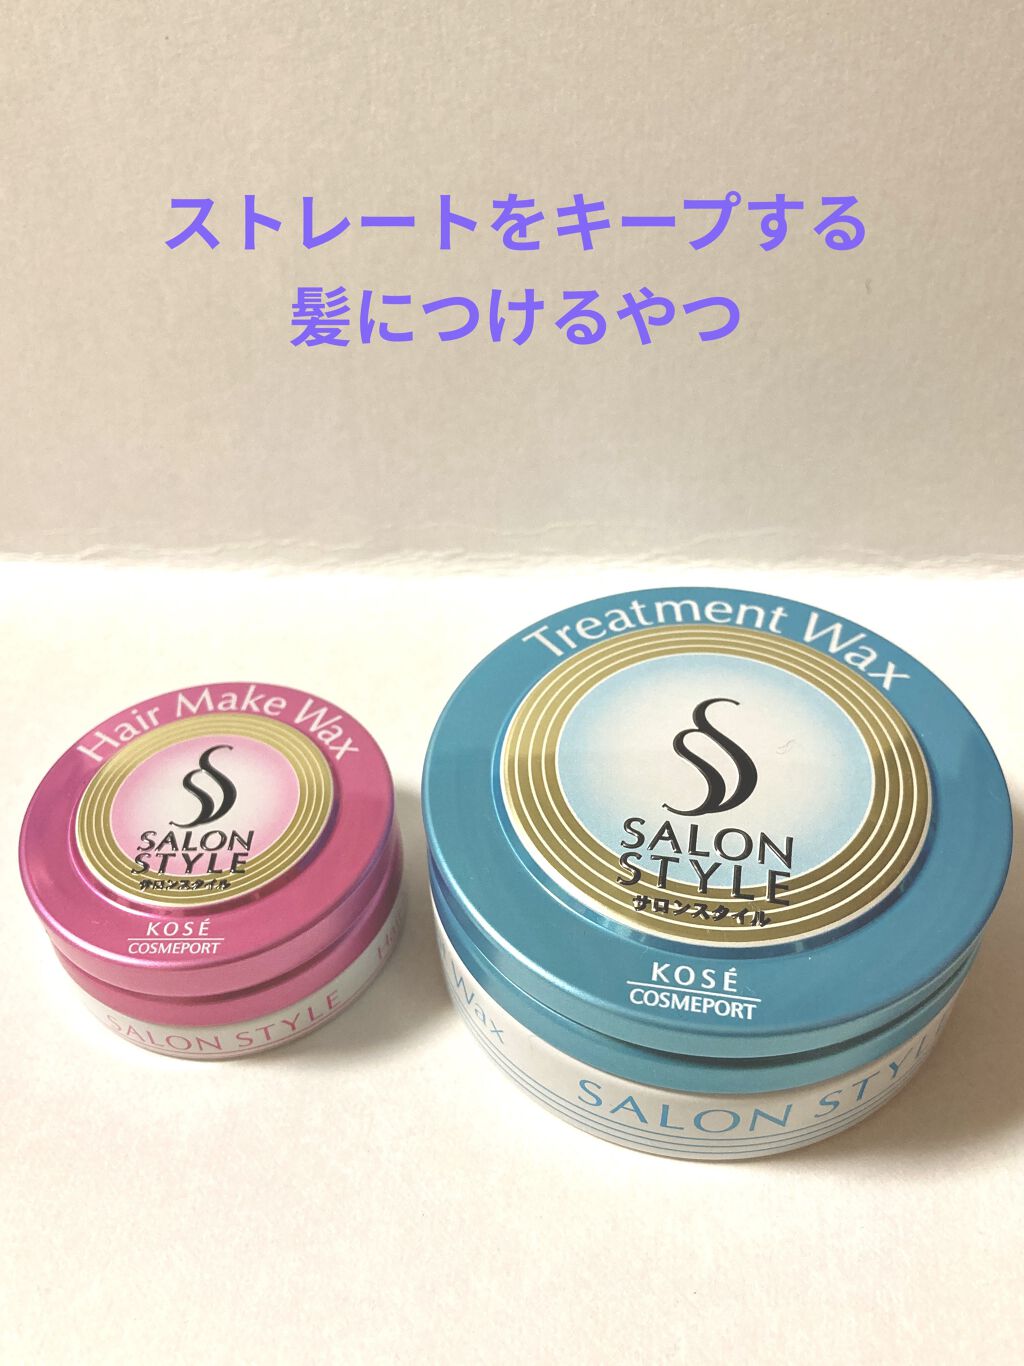 ストレートをキープする
髪につけるやつ
Treatment Wax
SALON
STYLE
サロンスタイル
KOSÉ
COSMEPORT
Wax
SALON STY
Hair Make Wax
SALON
STYLE
サロンスタイル
KOSÉ
COSMEPORT
SALON STYLE